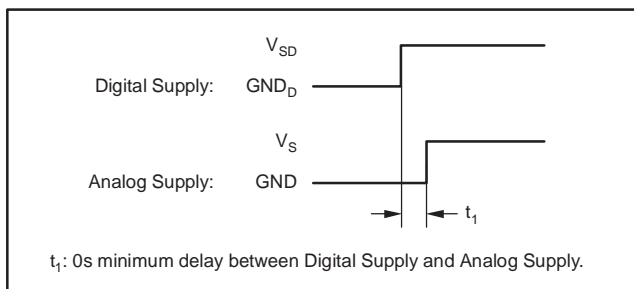 V_SD
Digital Supply: GND_D
V_S
Analog Supply: GND
t_1
t_1: 0s minimum delay between Digital Supply and Analog Supply.